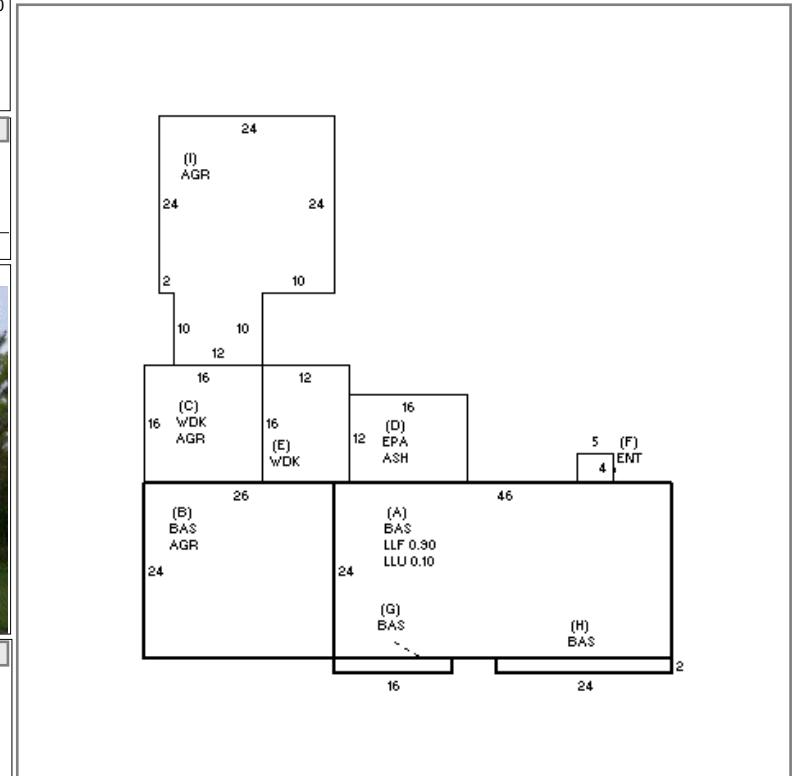 24
(I)
AGR
24
24
2
10
10
10
12
16
12
(C)
WDK
AGR
16
16
(E)
WDK
16
(D)
EPA
ASH
12
5
(F)
ENT
4
26
46
(B)
BAS
AGR
(A)
BAS
LLF 0.90
LLU 0.10
24
24
(G)
BAS
(H)
BAS
2
16
24